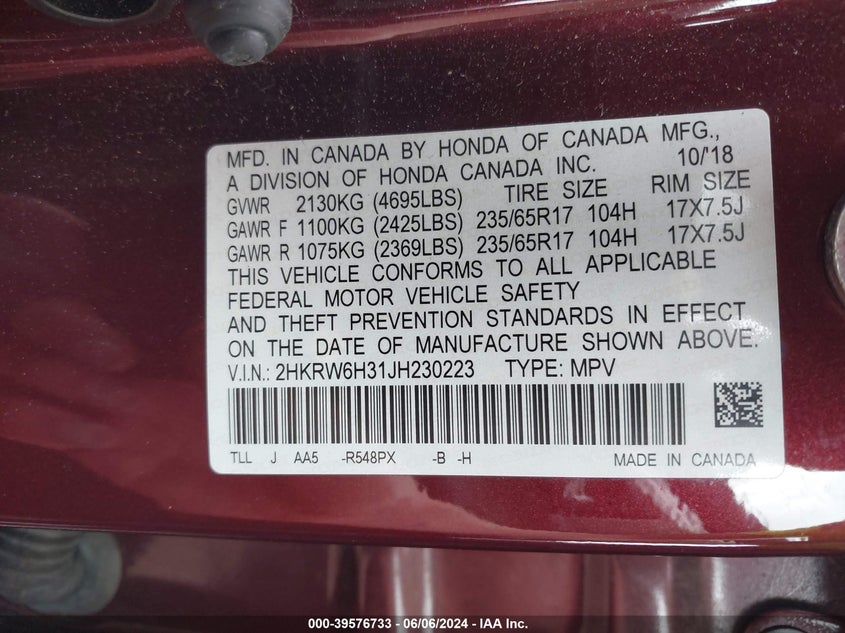 MFD. IN CANADA BY HONDA OF CANADA MFG.,
A DIVISION OF HONDA CANADA INC. 10/'18
GVWR 2130KG (4695LBS) TIRE SIZE RIM SIZE
GAWR F 1100KG (2425LBS) 235/65R17 104H 17X7.5J
GAWR R 1075KG (2369LBS) 235/65R17 104H 17X7.5J
THIS VEHICLE CONFORMS TO ALL APPLICABLE
FEDERAL MOTOR VEHICLE SAFETY
AND THEFT PREVENTION STANDARDS IN EFFECT
ON THE DATE OF MANUFACTURE SHOWN ABOVE.
V.I.N.: 2HKRW6H31JH230223 TYPE: MPV
TLL J AA5 -R548PX -B -H MADE IN CANADA
000-39576733 - 06/06/2024 - IAA Inc.